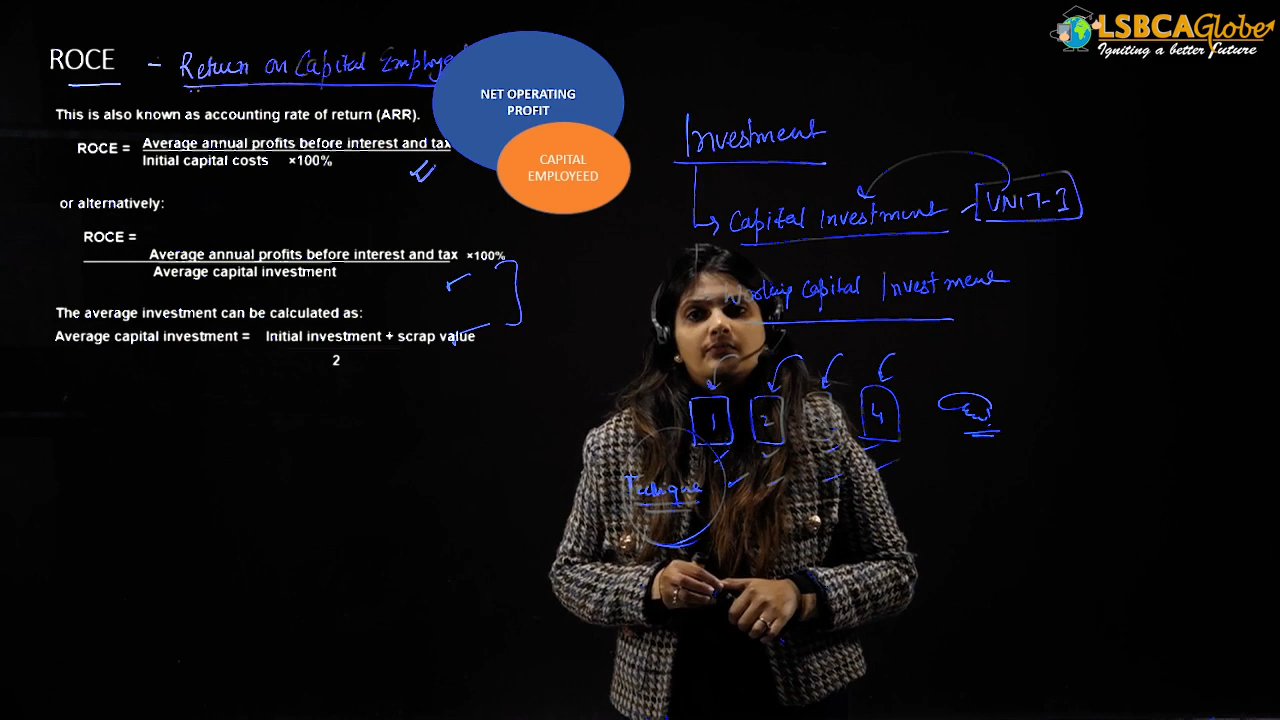 LSBCAGlobe
Igniting a better Future
ROCE - Return on Capital Employe
This is also known as accounting rate of return (ARR).
ROCE = Average annual profits before interest and tax
Initial capital costs ×100%
or alternatively:
ROCE =
Average annual profits before interest and tax ×100%
Average capital investment
The average investment can be calculated as:
Average capital investment = Initial investment + scrap value
2
NET OPERATING
PROFIT
CAPITAL
EMPLOYEED
Investment
Capital Investment - UNIT-1
Working Capital Investment
1 2 4
Technique